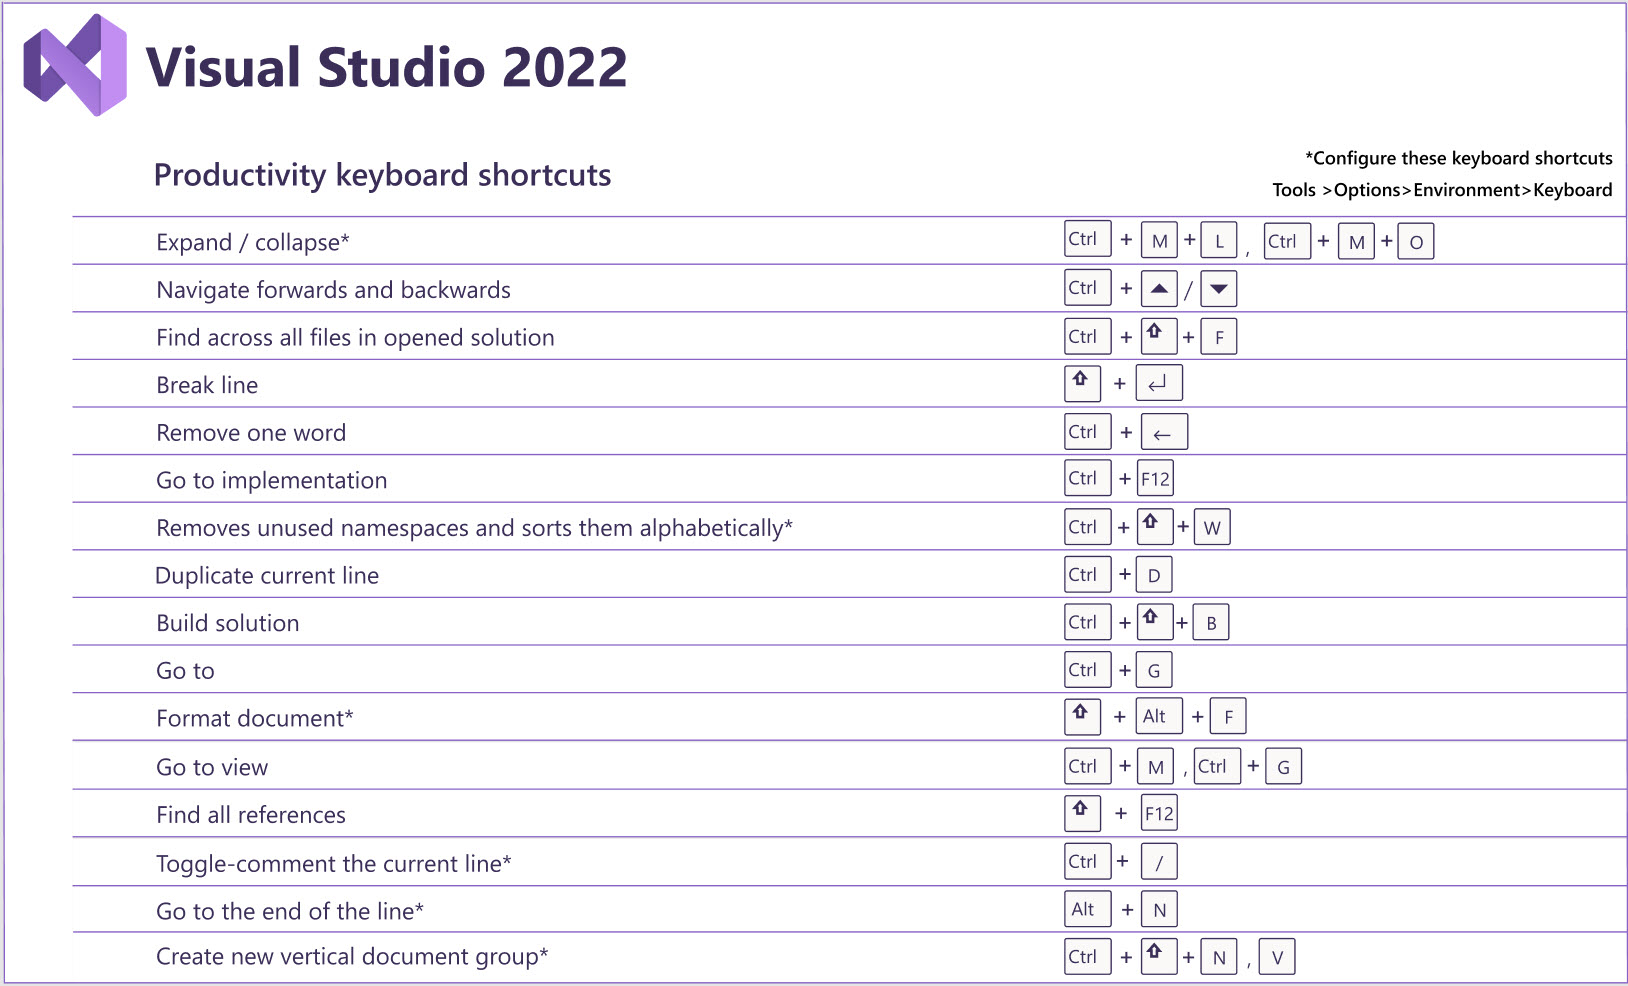 Visual Studio 2022
Productivity keyboard shortcuts
*Configure these keyboard shortcuts
Tools >Options>Environment>Keyboard
Expand / collapse* Ctrl + M + L , Ctrl + M + O
Navigate forwards and backwards Ctrl + ▲ / ▼
Find across all files in opened solution Ctrl + ⇧ + F
Break line ⇧ + ↵
Remove one word Ctrl + ←
Go to implementation Ctrl + F12
Removes unused namespaces and sorts them alphabetically* Ctrl + ⇧ + W
Duplicate current line Ctrl + D
Build solution Ctrl + ⇧ + B
Go to Ctrl + G
Format document* ⇧ + Alt + F
Go to view Ctrl + M , Ctrl + G
Find all references ⇧ + F12
Toggle-comment the current line* Ctrl + /
Go to the end of the line* Alt + N
Create new vertical document group* Ctrl + ⇧ + N , V